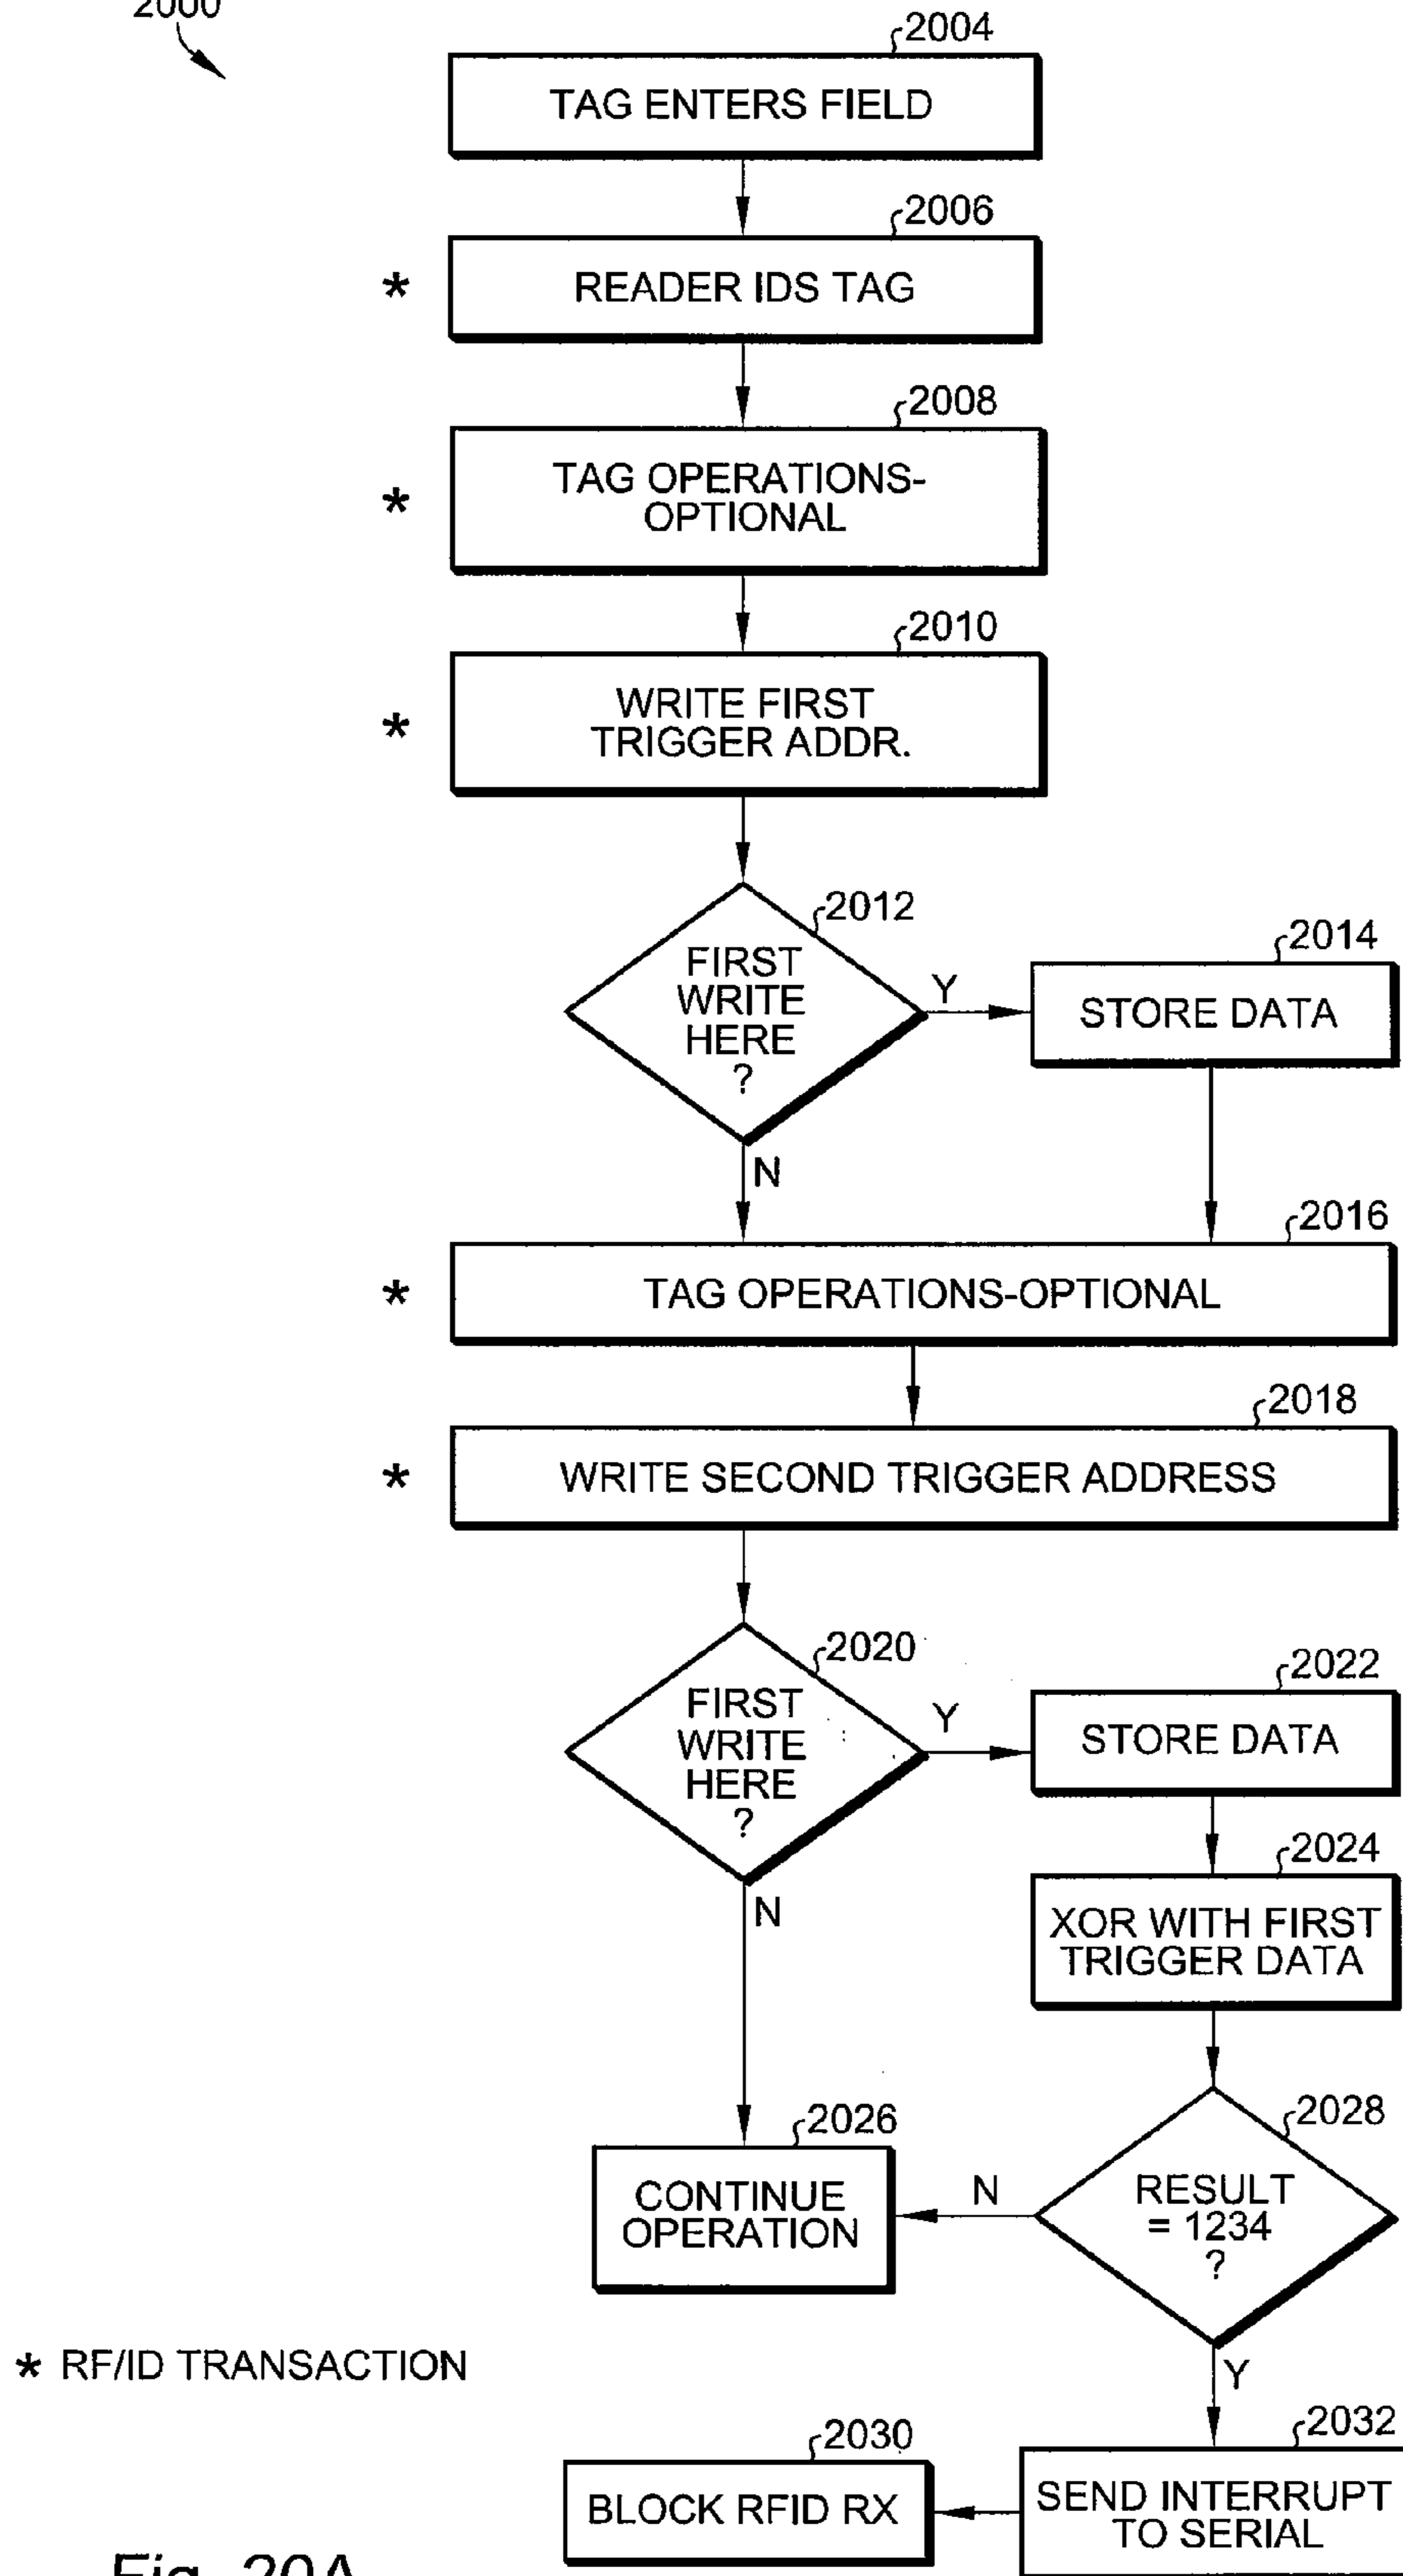 2000
2004
TAG ENTERS FIELD
2006
* READER IDS TAG
2008
* TAG OPERATIONS-
OPTIONAL
2010
* WRITE FIRST
TRIGGER ADDR.
2012
FIRST
WRITE
HERE
?
Y
2014
STORE DATA
N
2016
* TAG OPERATIONS-OPTIONAL
2018
* WRITE SECOND TRIGGER ADDRESS
2020
FIRST
WRITE
HERE
?
Y
2022
STORE DATA
2024
XOR WITH FIRST
TRIGGER DATA
N
2026
CONTINUE
OPERATION
N
2028
RESULT
= 1234
?
Y
* RF/ID TRANSACTION
2030
BLOCK RFID RX
2032
SEND INTERRUPT
TO SERIAL
Fig. 20A